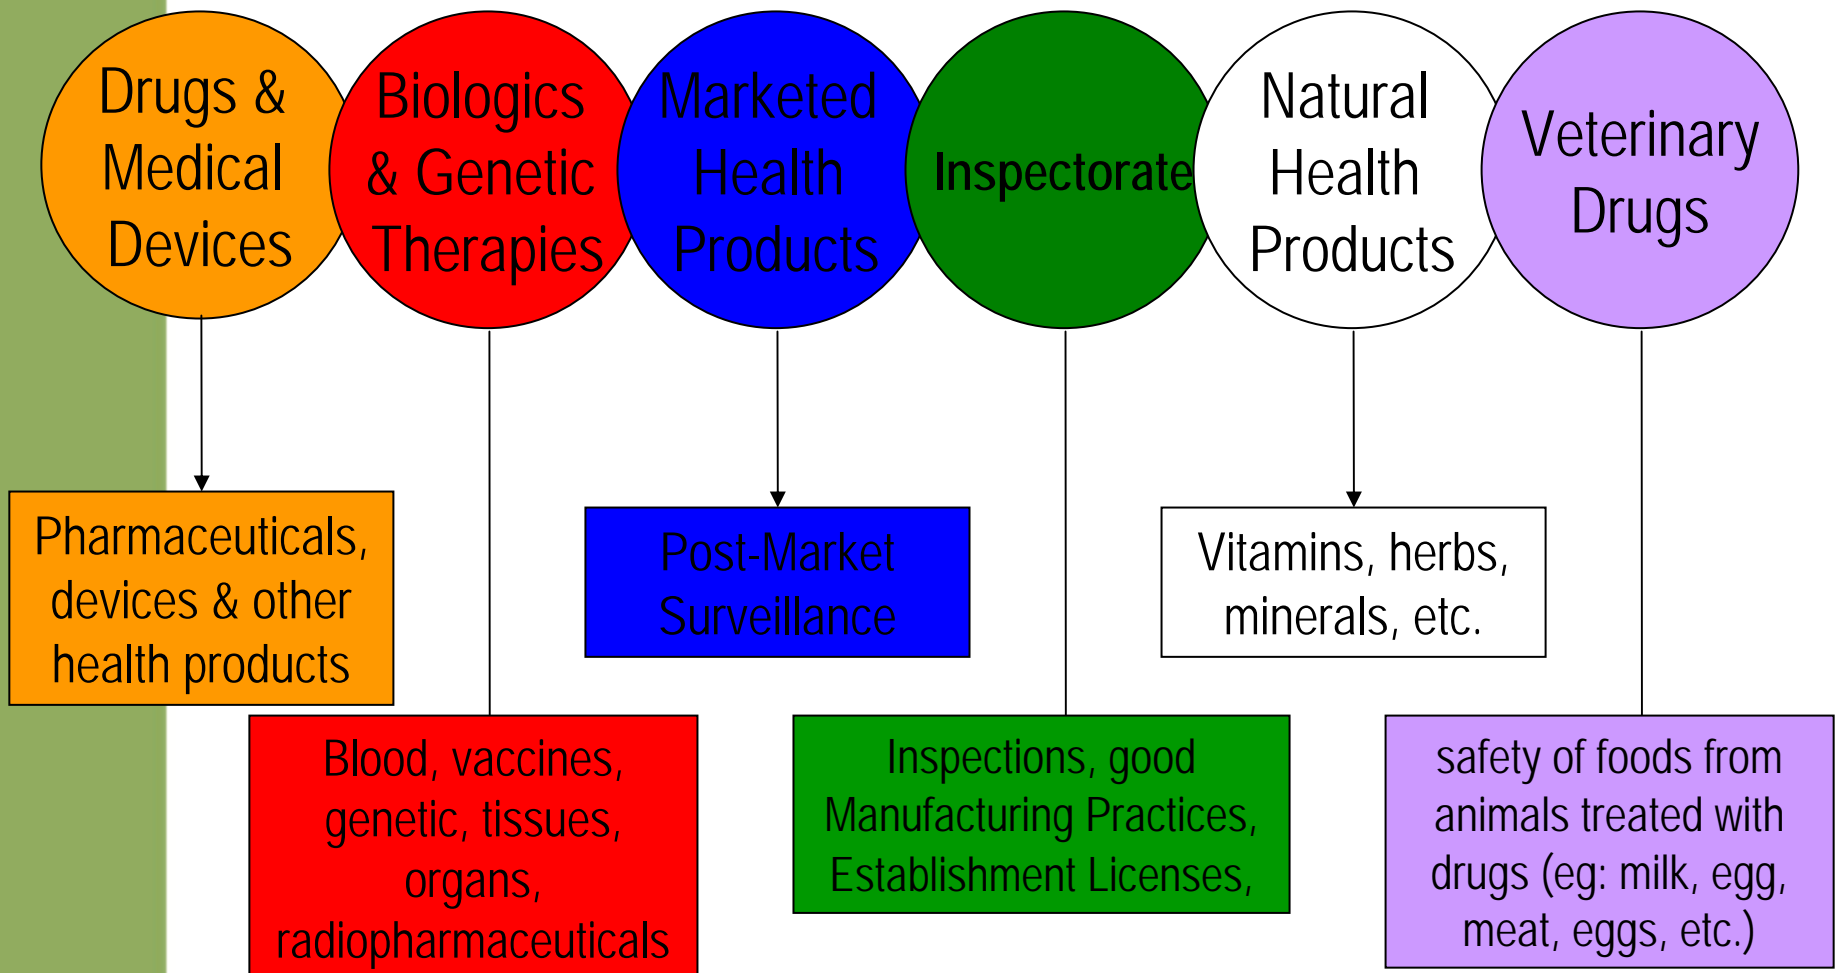 Drugs &
Medical
Devices
Biologics
& Genetic
Therapies
Marketed
Health
Products
Inspectorate
Natural
Health
Products
Veterinary
Drugs
Pharmaceuticals,
devices & other
health products
Blood, vaccines,
genetic, tissues,
organs,
radiopharmaceuticals
Post-Market
Surveillance
Inspections, good
Manufacturing Practices,
Establishment Licenses,
Vitamins, herbs,
minerals, etc.
safety of foods from
animals treated with
drugs (eg: milk, egg,
meat, eggs, etc.)